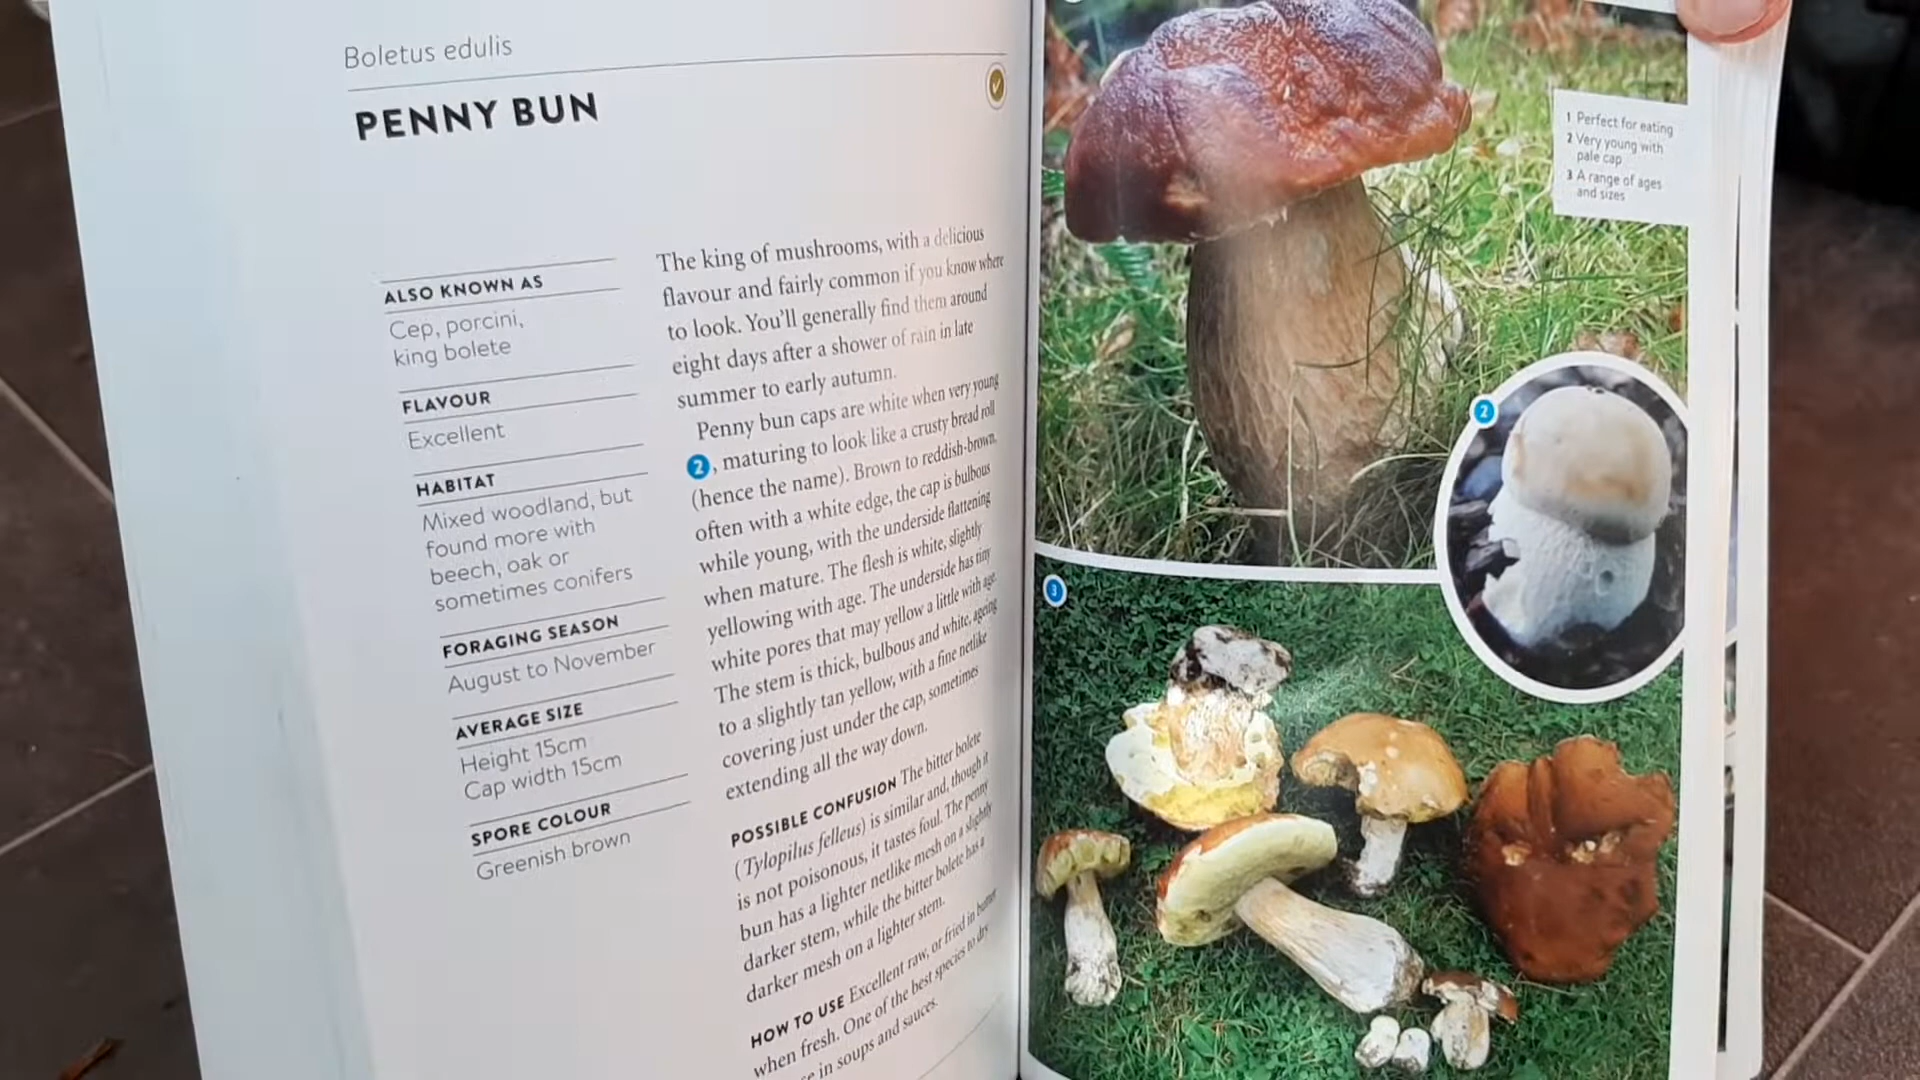 Boletus edulis
PENNY BUN
ALSO KNOWN AS
Cep, porcini,
king bolete
FLAVOUR
Excellent
HABITAT
Mixed woodland, but
found more with
beech, oak or
sometimes conifers
FORAGING SEASON
August to November
AVERAGE SIZE
Height 15cm
Cap width 15cm
SPORE COLOUR
Greenish brown
The king of mushrooms, with a delicious
flavour and fairly common if you know where
to look. You'll generally find them around
eight days after a shower of rain in late
summer to early autumn.
Penny bun caps are white when very young
2, maturing to look like a crusty bread roll
(hence the name). Brown to reddish-brown,
often with a white edge, the cap is bulbous
while young, with the underside flattening
when mature. The flesh is white, slightly
yellowing with age. The underside has tiny
white pores that may yellow a little with age.
The stem is thick, bulbous and white, ageing
to a slightly tan yellow, with a fine netlike
covering just under the cap, sometimes
extending all the way down.
POSSIBLE CONFUSION The bitter bolete
(Tylopilus felleus) is similar and, though it
is not poisonous, it tastes foul. The penny
bun has a lighter netlike mesh on a slightly
darker stem, while the bitter bolete has a
darker mesh on a lighter stem.
HOW TO USE Excellent raw, or fried in butter
when fresh. One of the best species to dry
in soups and sauces.
1 Perfect for eating
2 Very young with
pale cap
3 A range of ages
and sizes
2
3